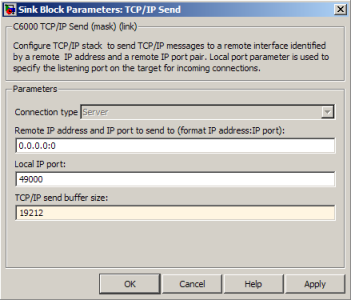 Sink Block Parameters: TCP/IP Send
C6000 TCP/IP Send (mask) (link)
Configure TCP/IP stack to send TCP/IP messages to a remote interface identified
by a remote IP address and a remote IP port pair. Local port parameter is used to
specify the listening port on the target for incoming connections.
Parameters
Connection type Server
Remote IP address and IP port to send to (format IP address:IP port):
0.0.0.0:0
Local IP port:
49000
TCP/IP send buffer size:
19212
OK Cancel Help Apply